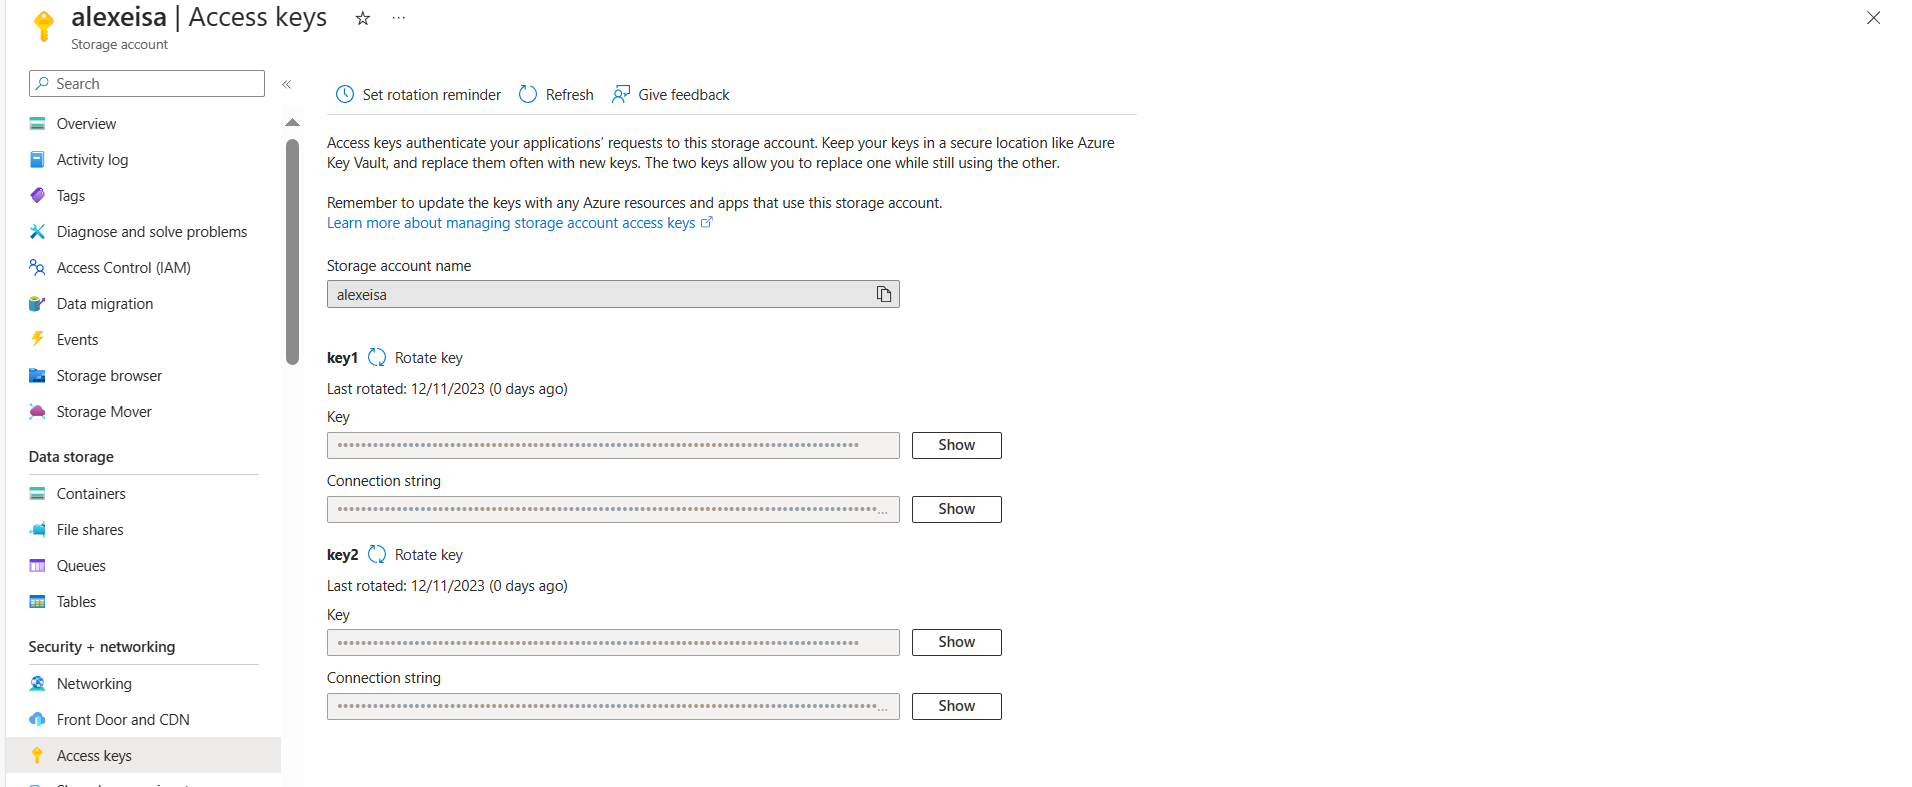 alexeisa | Access keys
Storage account
Search
Overview
Activity log
Tags
Diagnose and solve problems
Access Control (IAM)
Data migration
Events
Storage browser
Storage Mover
Data storage
Containers
File shares
Queues
Tables
Security + networking
Networking
Front Door and CDN
Access keys
Set rotation reminder
Refresh
Give feedback
Access keys authenticate your applications’ requests to this storage account. Keep your keys in a secure location like Azure
Key Vault, and replace them often with new keys. The two keys allow you to replace one while still using the other.
Remember to update the keys with any Azure resources and apps that use this storage account.
Learn more about managing storage account access keys
Storage account name
alexeisa
key1 Rotate key
Last rotated: 12/11/2023 (0 days ago)
Key
Show
Connection string
Show
key2 Rotate key
Last rotated: 12/11/2023 (0 days ago)
Key
Show
Connection string
Show